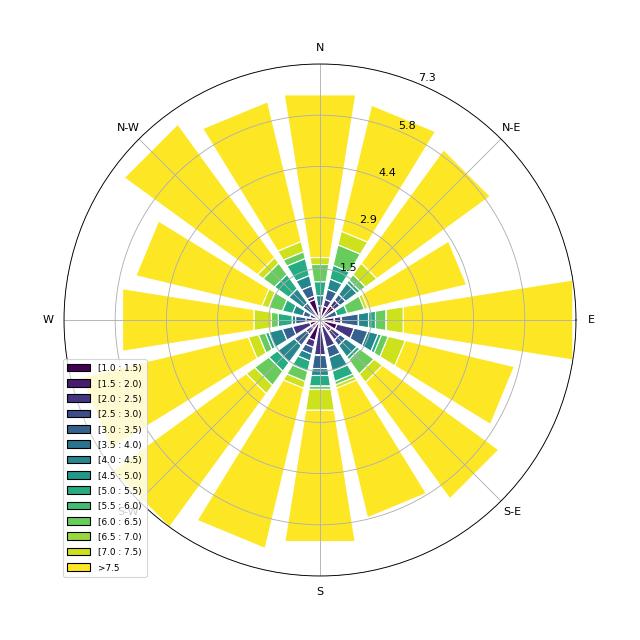 N
7.3
N-W
5.8
N-E
4.4
2.9
1.5
W
E
[1.0 : 1.5)
[1.5 : 2.0)
[2.0 : 2.5)
[2.5 : 3.0)
[3.0 : 3.5)
[3.5 : 4.0)
[4.0 : 4.5)
[4.5 : 5.0)
[5.0 : 5.5)
[5.5 : 6.0)
S-W
S-E
[6.0 : 6.5)
[6.5 : 7.0)
[7.0 : 7.5)
>7.5
S